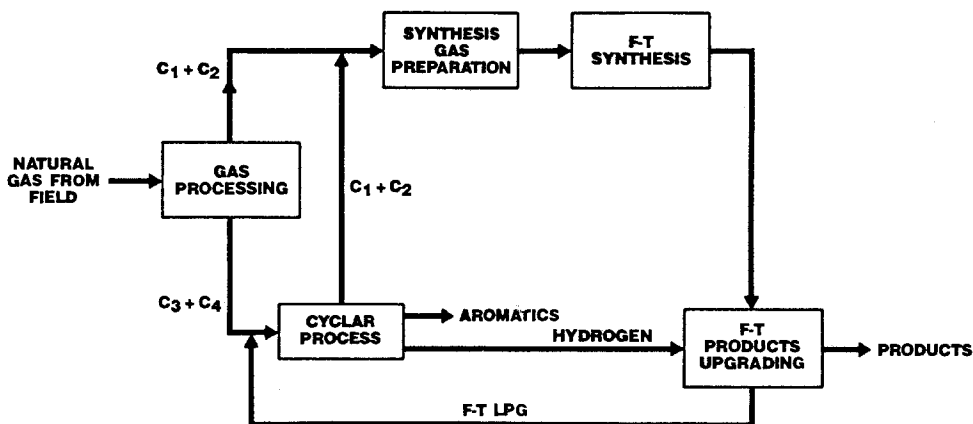 SYNTHESIS
GAS
PREPARATION
F-T
SYNTHESIS
C₁ + C₂
NATURAL
GAS FROM
FIELD
GAS
PROCESSING
C₁ + C₂
C₃ + C₄
CYCLAR
PROCESS
AROMATICS
HYDROGEN
F-T
PRODUCTS
UPGRADING
PRODUCTS
F-T LPG